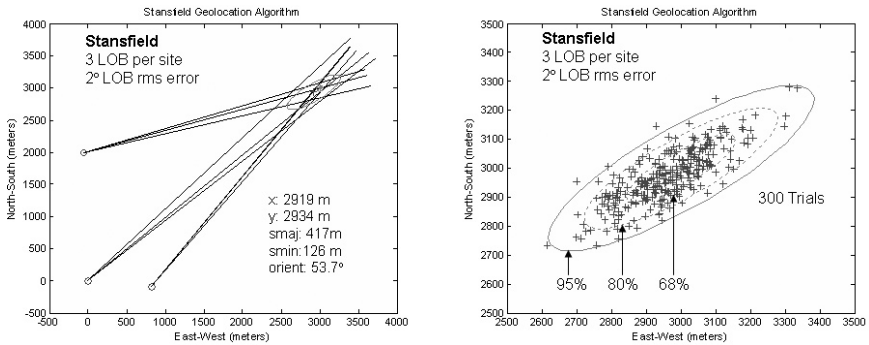 Stansfield Geolocation Algorithm
Stansfield
3 LOB per site
2º LOB rms error
North-South (meters)
4000
3500
3000
2500
2000
1500
1000
500
0
-500
x: 2919 m
y: 2934 m
smaj: 417m
smin:126 m
orient: 53.7º
-500 0 500 1000 1500 2000 2500 3000 3500 4000
East-West (meters)
Stansfield Geolocation Algorithm
Stansfield
3 LOB per site
2º LOB rms error
North-South (meters)
3500
3400
3300
3200
3100
3000
2900
2800
2700
2600
2500
300 Trials
95% 80% 68%
2500 2600 2700 2800 2900 3000 3100 3200 3300 3400 3500
East-West (meters)